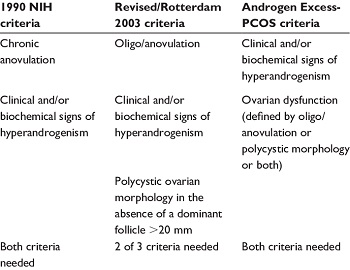 1990 NIH
criteria
Revised/Rotterdam
2003 criteria
Androgen Excess-
PCOS criteria
Chronic
anovulation
Oligo/anovulation
Clinical and/or
biochemical signs of
hyperandrogenism
Clinical and/or
biochemical signs of
hyperandrogenism
Clinical and/or
biochemical signs of
hyperandrogenism
Ovarian dysfunction
(defined by oligo/
anovulation or
polycystic morphology
or both)
Polycystic ovarian
morphology in the
absence of a dominant
follicle >20 mm
Both criteria
needed
2 of 3 criteria needed
Both criteria needed